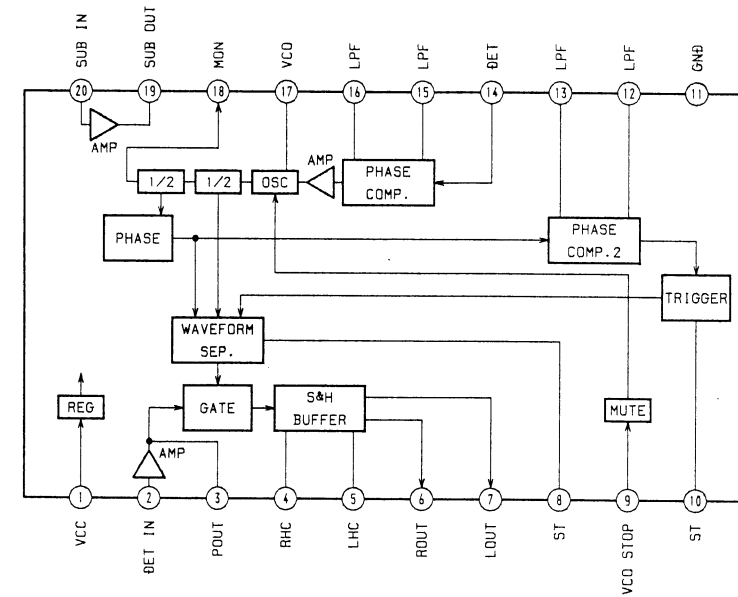 SUB IN
SUB OUT
MON
VCO
LPF
LPF
DET
LPF
LPF
GND
20
19
18
17
16
15
14
13
12
11
AMP
AMP
1/2
1/2
OSC
PHASE
COMP.
PHASE
PHASE
COMP.2
TRIGGER
WAVEFORM
SEP.
REG
GATE
S&H
BUFFER
MUTE
AMP
1
2
3
4
5
6
7
8
9
10
VCC
DET IN
POUT
RHC
LHC
ROUT
LOUT
ST
VCO STOP
ST